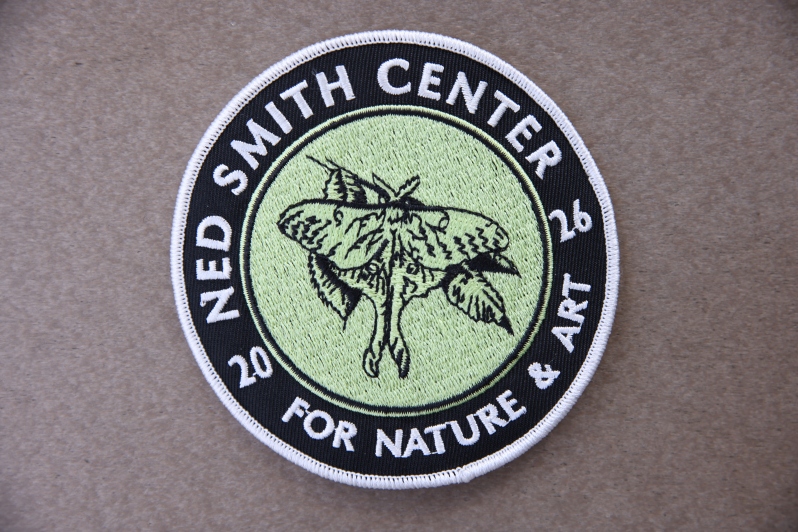 NED SMITH CENTER
20 26
FOR NATURE & ART